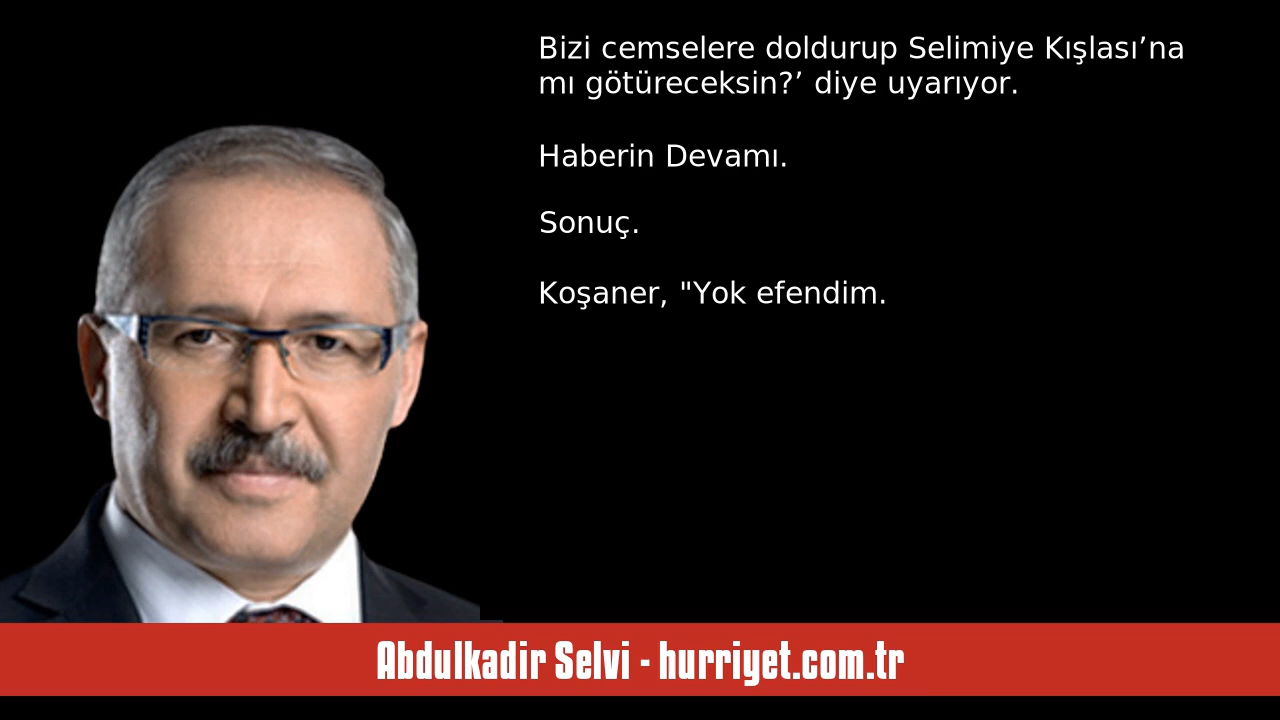 Bizi cemselere doldurup Selimiye Kışlası’na
mı götüreceksin?’ diye uyarıyor.
Haberin Devamı.
Sonuç.
Koşaner, "Yok efendim.
Abdulkadir Selvi - hurriyet.com.tr